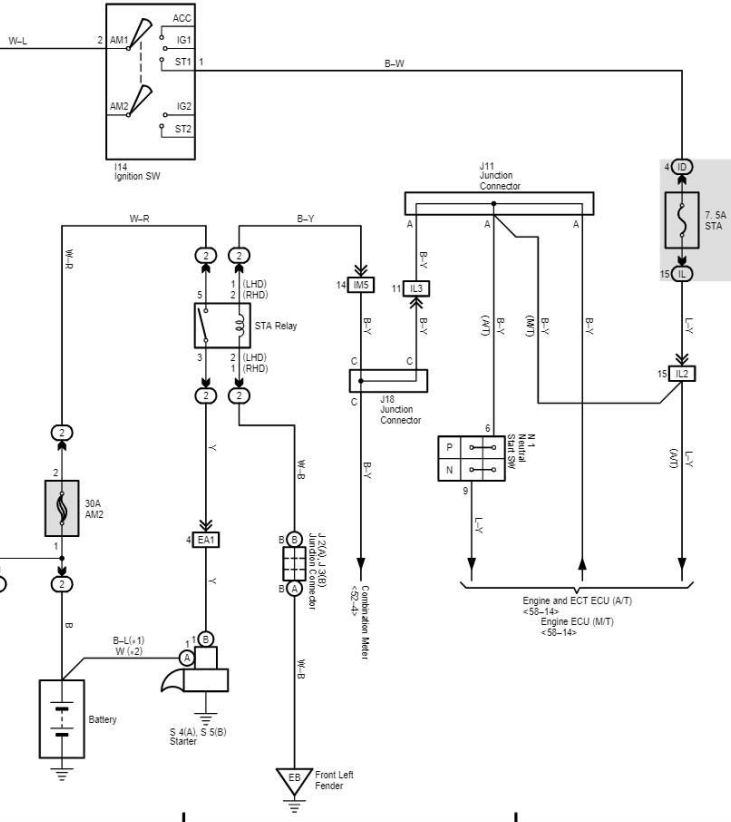 ACC
W–L
2
AM1
IG1
ST1
1
B–W
AM2
IG2
ST2
I14
Ignition SW
J11
Junction
Connector
4
ID
7. 5A
STA
W–R
B–Y
A
A
A
W–R
2
2
B–Y
15
IL
1
2
(LHD)
(RHD)
14
IM5
11
IL3
5
STA Relay
B–Y
B–Y
(A/T)
B–Y
(M/T)
B–Y
B–Y
L–Y
3
2
1
(LHD)
(RHD)
C
C
15
IL2
2
2
C
J18
Junction
Connector
2
6
P
N
N 1
Neutral
Start SW
Y
W–B
B–Y
(A/T)
L–Y
2
30A
AM2
9
L–Y
1
4
EA1
B
B
J 2(A), J 3(B)
Junction Connector
B
A
2
Y
Combination Meter
<52–4>
Engine and ECT ECU (A/T)
<58–14>
Engine ECU (M/T)
<58–14>
B
B–L(*1)
W (*2)
1
1
B
A
W–B
Battery
S 4(A), S 5(B)
Starter
EB
Front Left
Fender